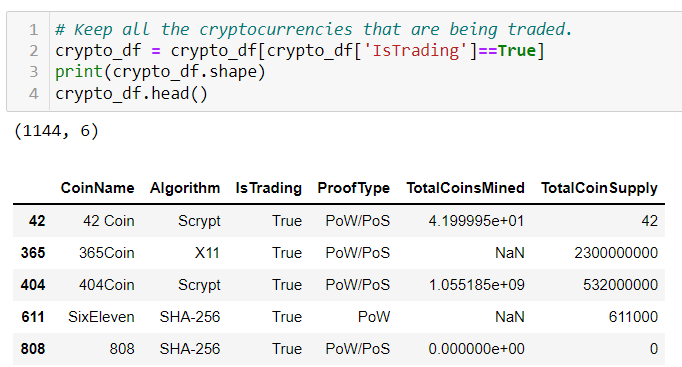 1 # Keep all the cryptocurrencies that are being traded.
2 crypto_df = crypto_df[crypto_df['IsTrading']==True]
3 print(crypto_df.shape)
4 crypto_df.head()
(1144, 6)
CoinName Algorithm IsTrading ProofType TotalCoinsMined TotalCoinSupply
42 42 Coin Scrypt True PoW/PoS 4.199995e+01 42
365 365Coin X11 True PoW/PoS NaN 2300000000
404 404Coin Scrypt True PoW/PoS 1.055185e+09 532000000
611 SixEleven SHA-256 True PoW NaN 611000
808 808 SHA-256 True PoW/PoS 0.000000e+00 0